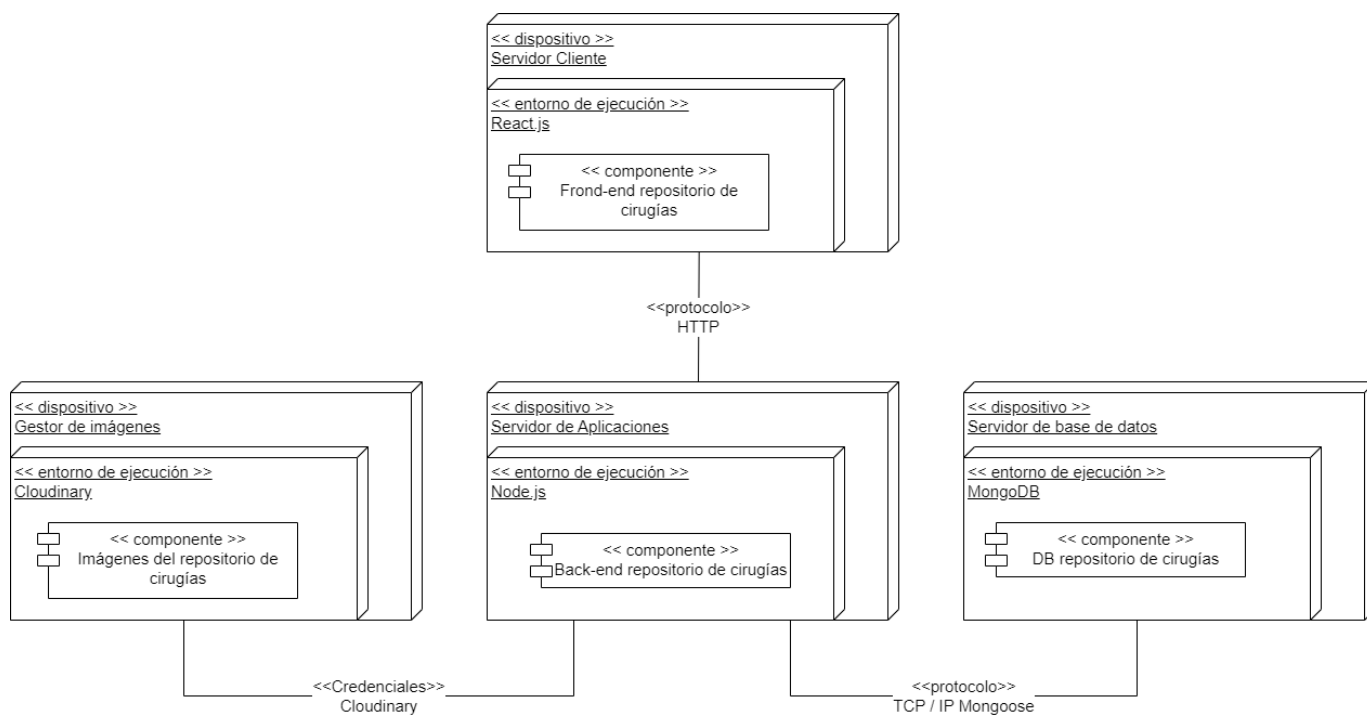 << dispositivo >>
Servidor Cliente
<< entorno de ejecución >>
React.js
<< componente >>
Frond-end repositorio de
cirugías
<<protocolo>>
HTTP
<< dispositivo >>
Gestor de imágenes
<< entorno de ejecución >>
Cloudinary
<< componente >>
Imágenes del repositorio de
cirugías
<< dispositivo >>
Servidor de Aplicaciones
<< entorno de ejecución >>
Node.js
<< componente >>
Back-end repositorio de cirugías
<< dispositivo >>
Servidor de base de datos
<< entorno de ejecución >>
MongoDB
<< componente >>
DB repositorio de cirugías
<<Credenciales>>
Cloudinary
<<protocolo>>
TCP / IP Mongoose